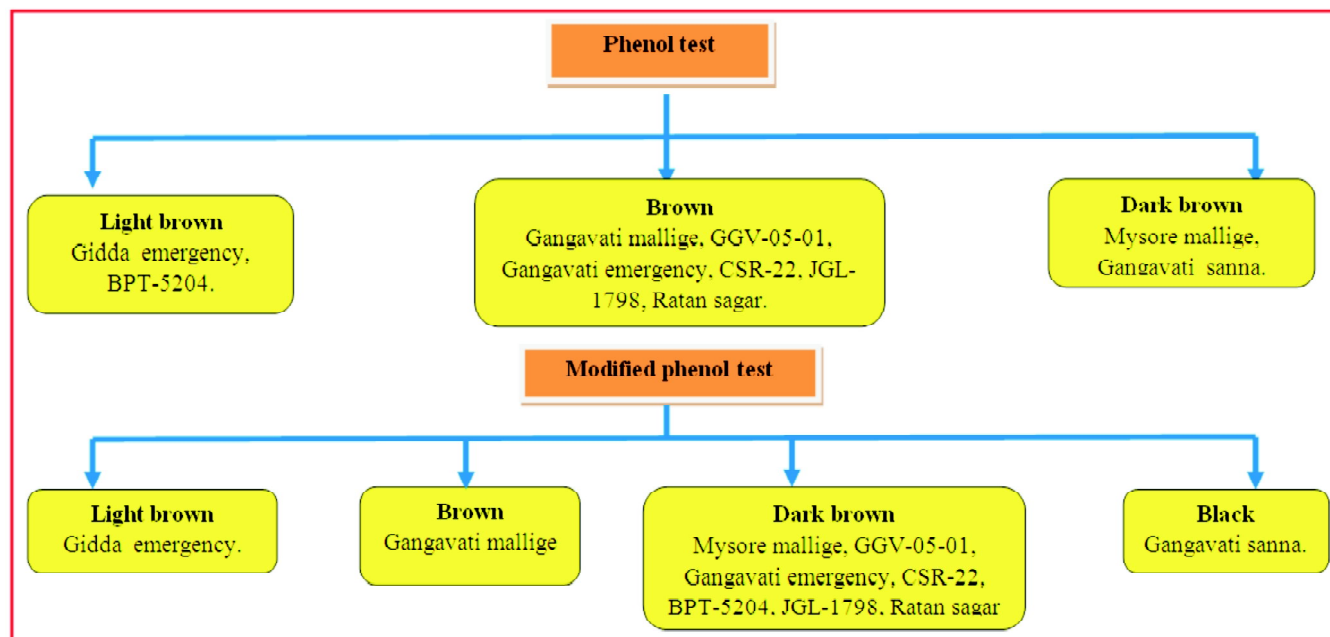 Phenol test
Light brown
Gidda emergency,
BPT-5204.
Brown
Gangavati mallige, GGV-05-01,
Gangavati emergency, CSR-22, JGL-
1798, Ratan sagar.
Dark brown
Mysore mallige,
Gangavati sanna.
Modified phenol test
Light brown
Gidda emergency.
Brown
Gangavati mallige
Dark brown
Mysore mallige, GGV-05-01,
Gangavati emergency, CSR-22,
BPT-5204, JGL-1798, Ratan sagar
Black
Gangavati sanna.